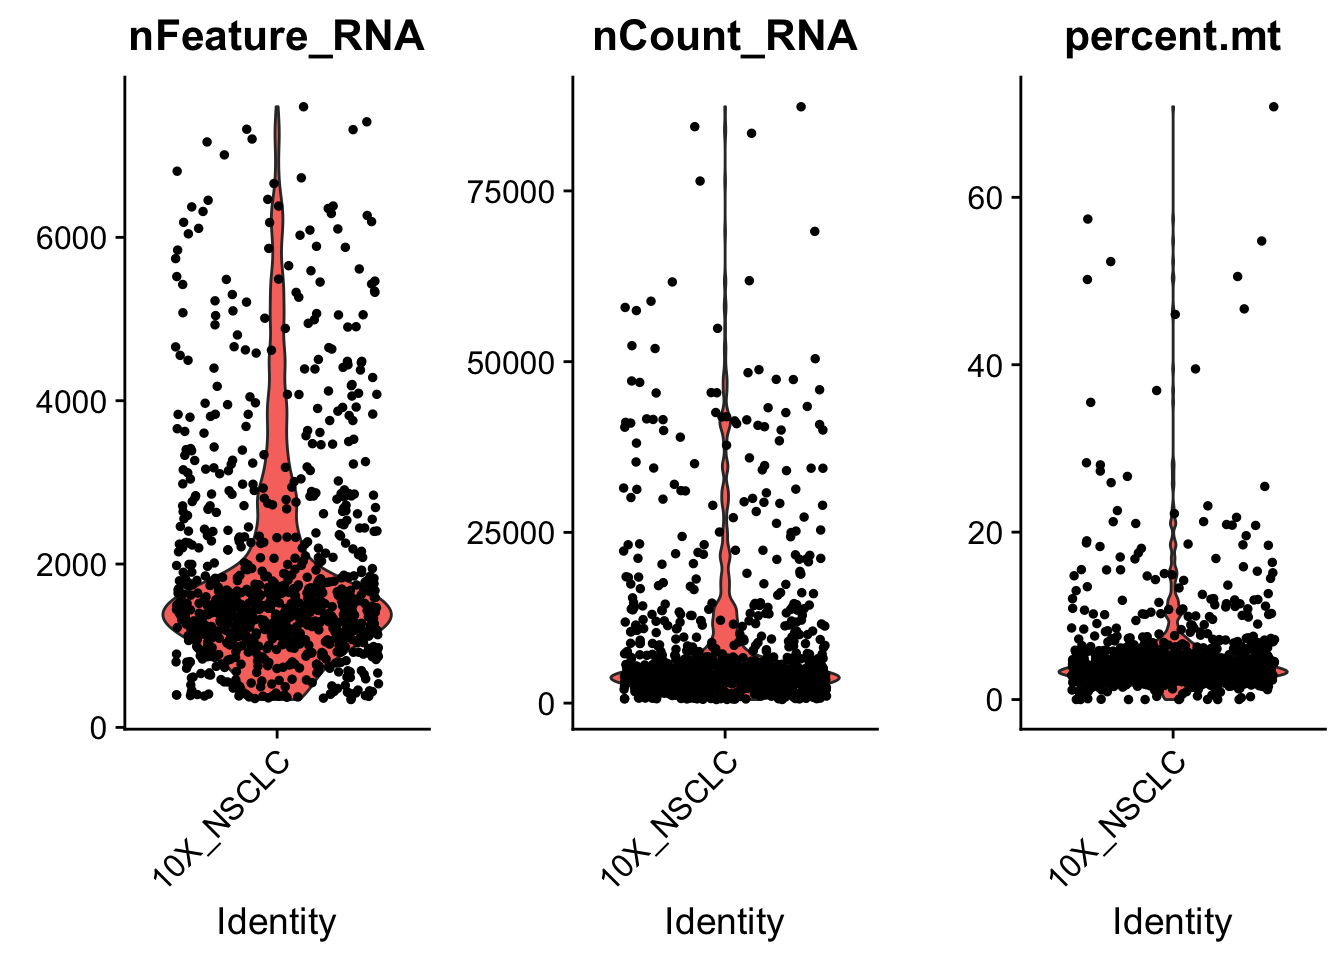 nFeature_RNA
6000
4000
2000
0
10X_NSCLC
Identity
nCount_RNA
75000
50000
25000
0
10X_NSCLC
Identity
percent.mt
60
40
20
0
10X_NSCLC
Identity